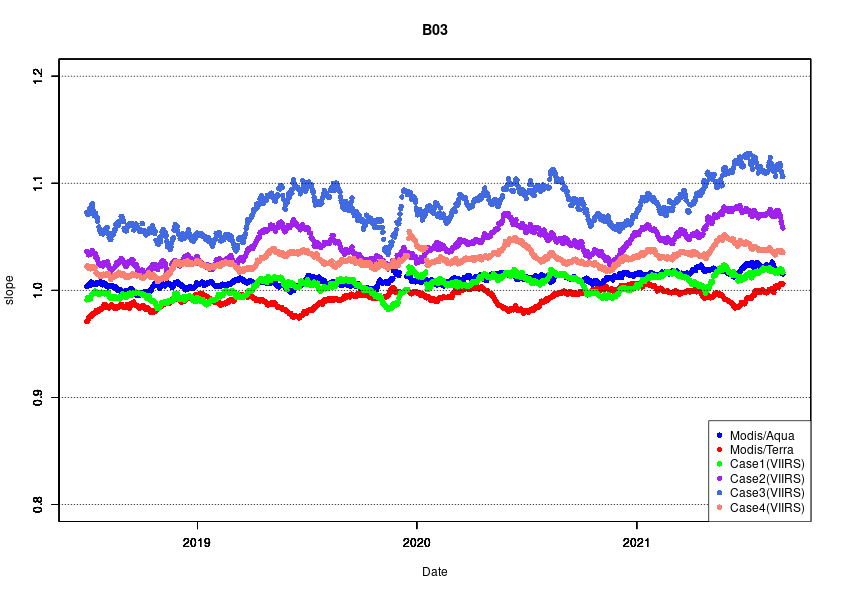 B03
slope
1.2
1.1
1.0
0.9
0.8
Modis/Aqua
Modis/Terra
Case1(VIIRS)
Case2(VIIRS)
Case3(VIIRS)
Case4(VIIRS)
2019 2020 2021
Date